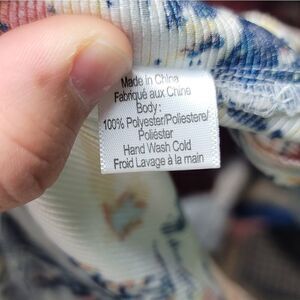 Made in China
Fabriqué aux Chine
Body:
100% Polyester/Poliestere/
Poliéster
Hand Wash Cold
Froid Lavage à la main